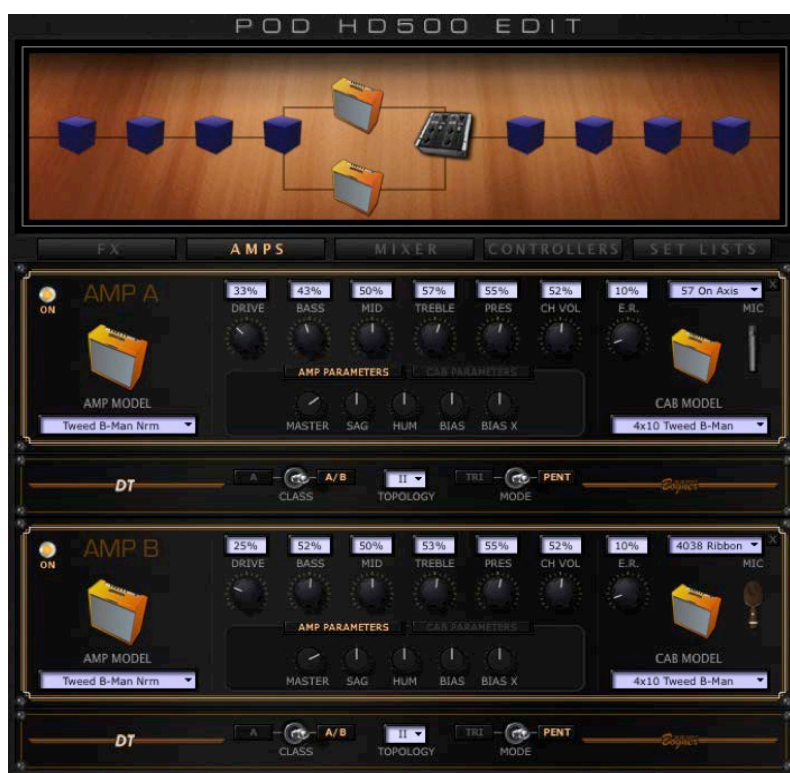 POD HD500 EDIT
FX AMPS MIXER CONTROLLERS SET LISTS
AMP A 33% 43% 50% 57% 55% 52% 10% 57 On Axis X
ON DRIVE BASS MID TREBLE PRES CH VOL E.R. MIC
AMP PARAMETERS CAB PARAMETERS
AMP MODEL CAB MODEL
Tweed B-Man Nrm MASTER SAG HUM BIAS BIAS X 4x10 Tweed B-Man
DT A A/B II TRI PENT Bogner
CLASS TOPOLOGY MODE
AMP B 25% 52% 50% 53% 55% 52% 10% 4038 Ribbon X
ON DRIVE BASS MID TREBLE PRES CH VOL E.R. MIC
AMP PARAMETERS CAB PARAMETERS
AMP MODEL CAB MODEL
Tweed B-Man Nrm MASTER SAG HUM BIAS BIAS X 4x10 Tweed B-Man
DT A A/B II TRI PENT Bogner
CLASS TOPOLOGY MODE